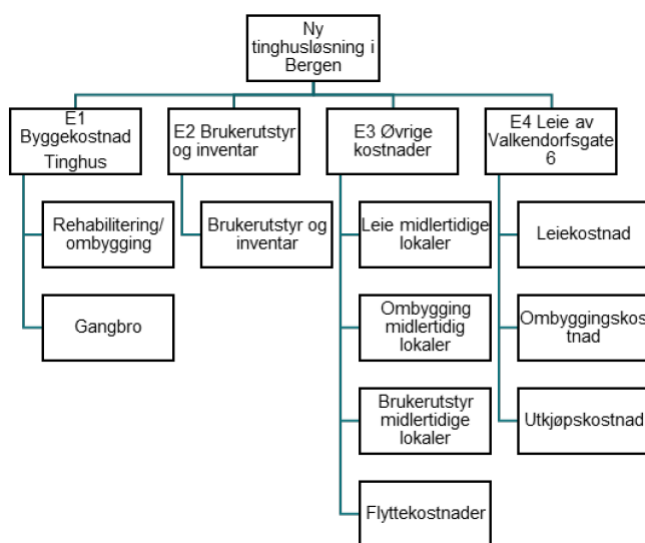 Ny
tinghusløsning i
Bergen
E1
Byggekostnad
Tinghus
Rehabilitering/
ombygging
Gangbro
E2 Brukerutstyr
og inventar
Brukerutstyr og
inventar
E3 Øvrige
kostnader
Leie midlertidige
lokaler
Ombygging
midlertidig
lokaler
Brukerutstyr
midlertidige
lokaler
Flyttekostnader
E4 Leie av
Valkendorfsgate
6
Leiekostnad
Ombyggingskos
tnad
Utkjøpskostnad